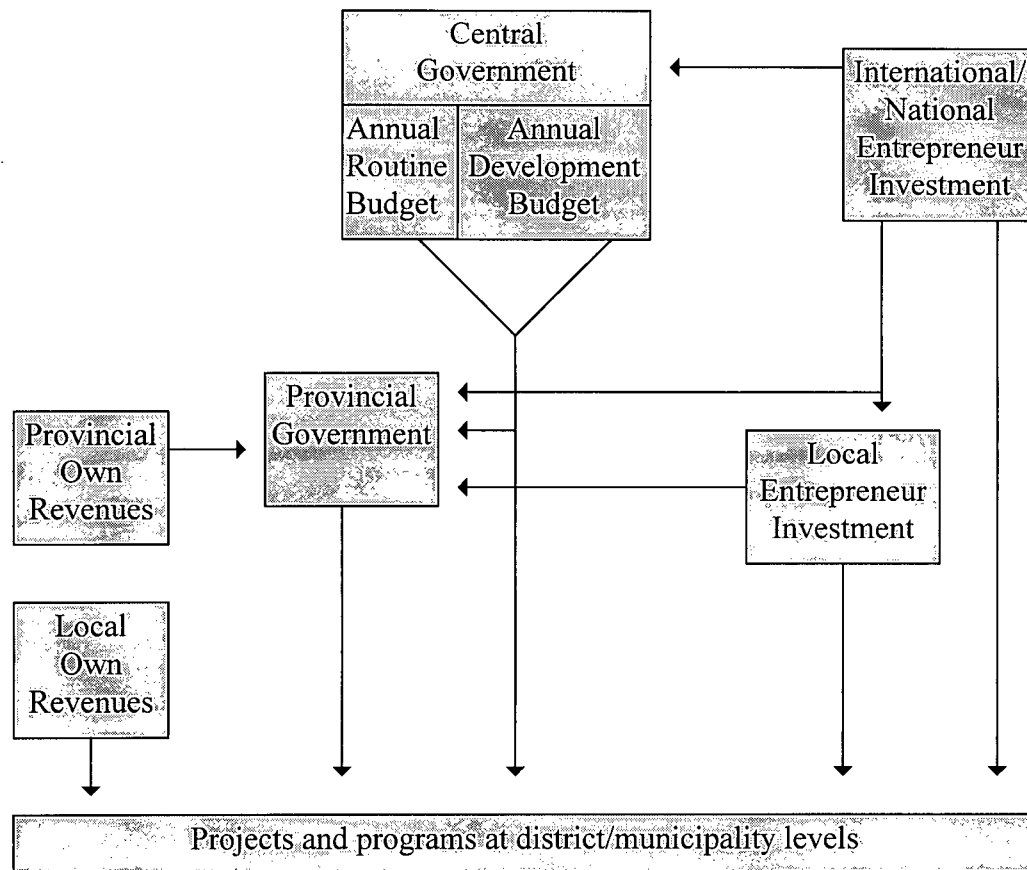 Central
Government
Annual
Routine
Budget
Annual
Development
Budget
International/
National
Entrepreneur
Investment
Provincial
Government
Provincial
Own
Revenues
Local
Entrepreneur
Investment
Local
Own
Revenues
Projects and programs at district/municipality levels